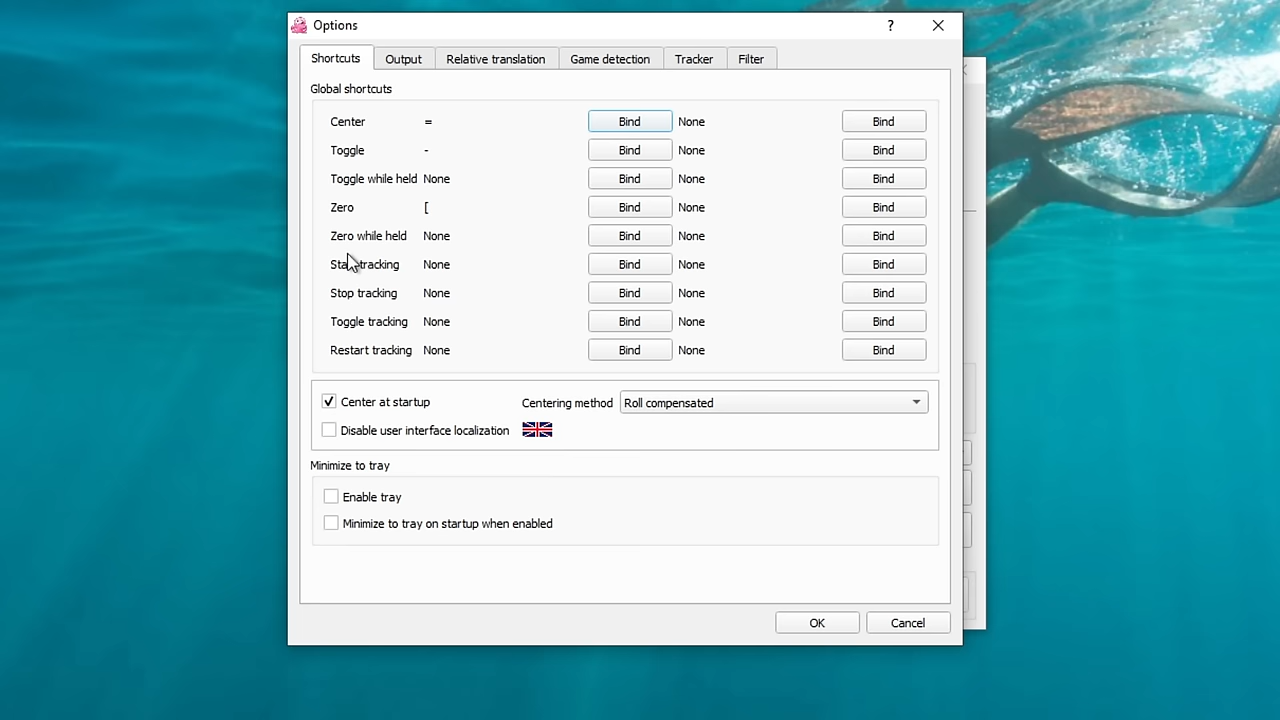 Options
?
Shortcuts Output Relative translation Game detection Tracker Filter
Global shortcuts
Center = Bind None Bind
Toggle - Bind None Bind
Toggle while held None Bind None Bind
Zero [ Bind None Bind
Zero while held None Bind None Bind
Start tracking None Bind None Bind
Stop tracking None Bind None Bind
Toggle tracking None Bind None Bind
Restart tracking None Bind None Bind
Center at startup Centering method Roll compensated
Disable user interface localization
Minimize to tray
Enable tray
Minimize to tray on startup when enabled
OK Cancel